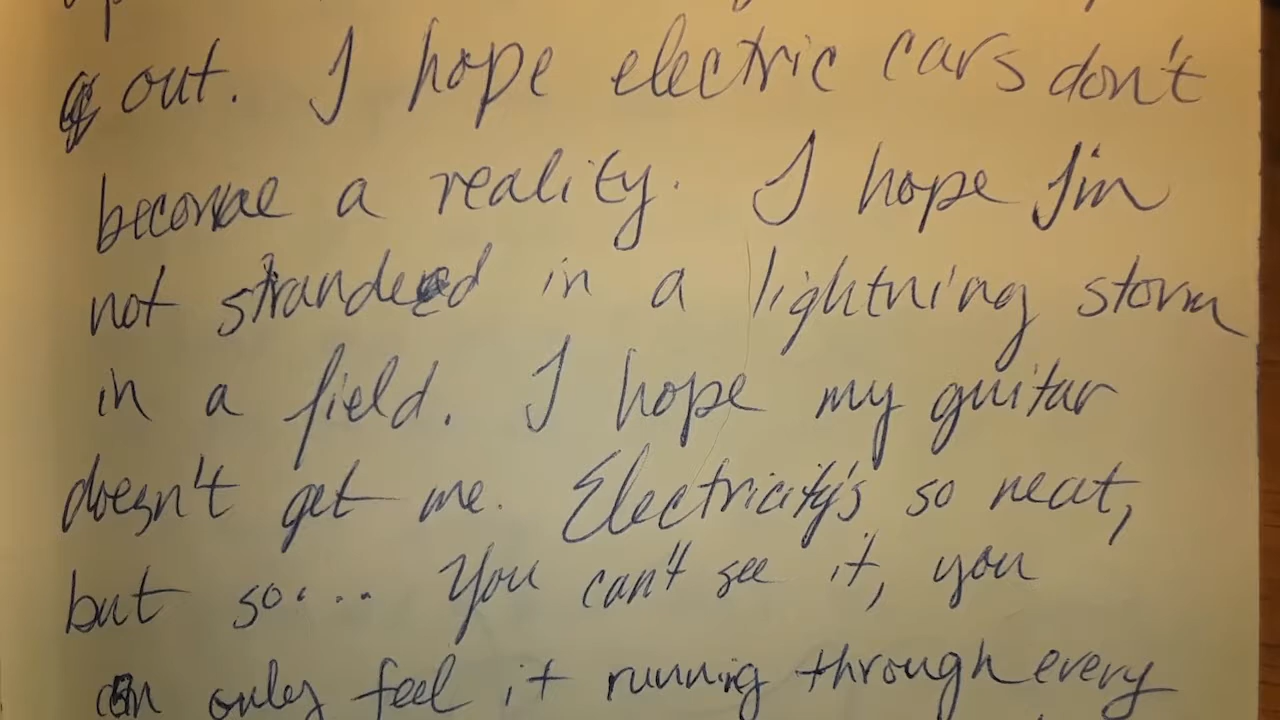 out. I hope electric cars don't
become a reality. I hope I'm
not stranded in a lightning storm
in a field. I hope my guitar
doesn't get me. Electricity's so neat,
but so... You can't see it, you
can only feel it running through every